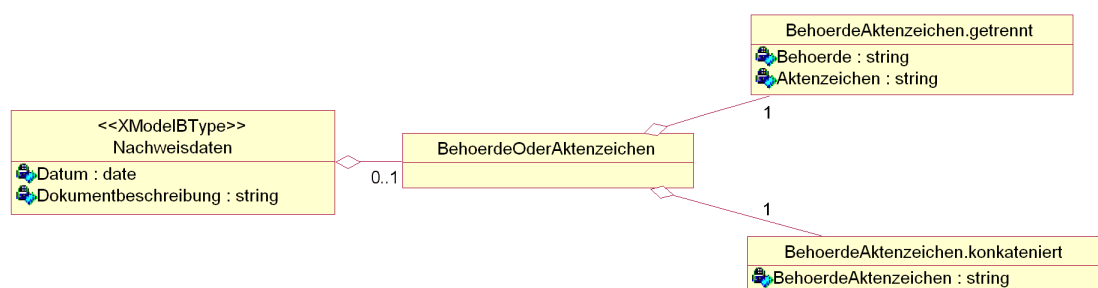 BehoerdeAktenzeichen.getrennt
Behoerde : string
Aktenzeichen : string
1
<<XModelBType>>
Nachweisdaten
Datum : date
Dokumentbeschreibung : string
0..1
BehoerdeOderAktenzeichen
1
BehoerdeAktenzeichen.konkateniert
BehoerdeAktenzeichen : string